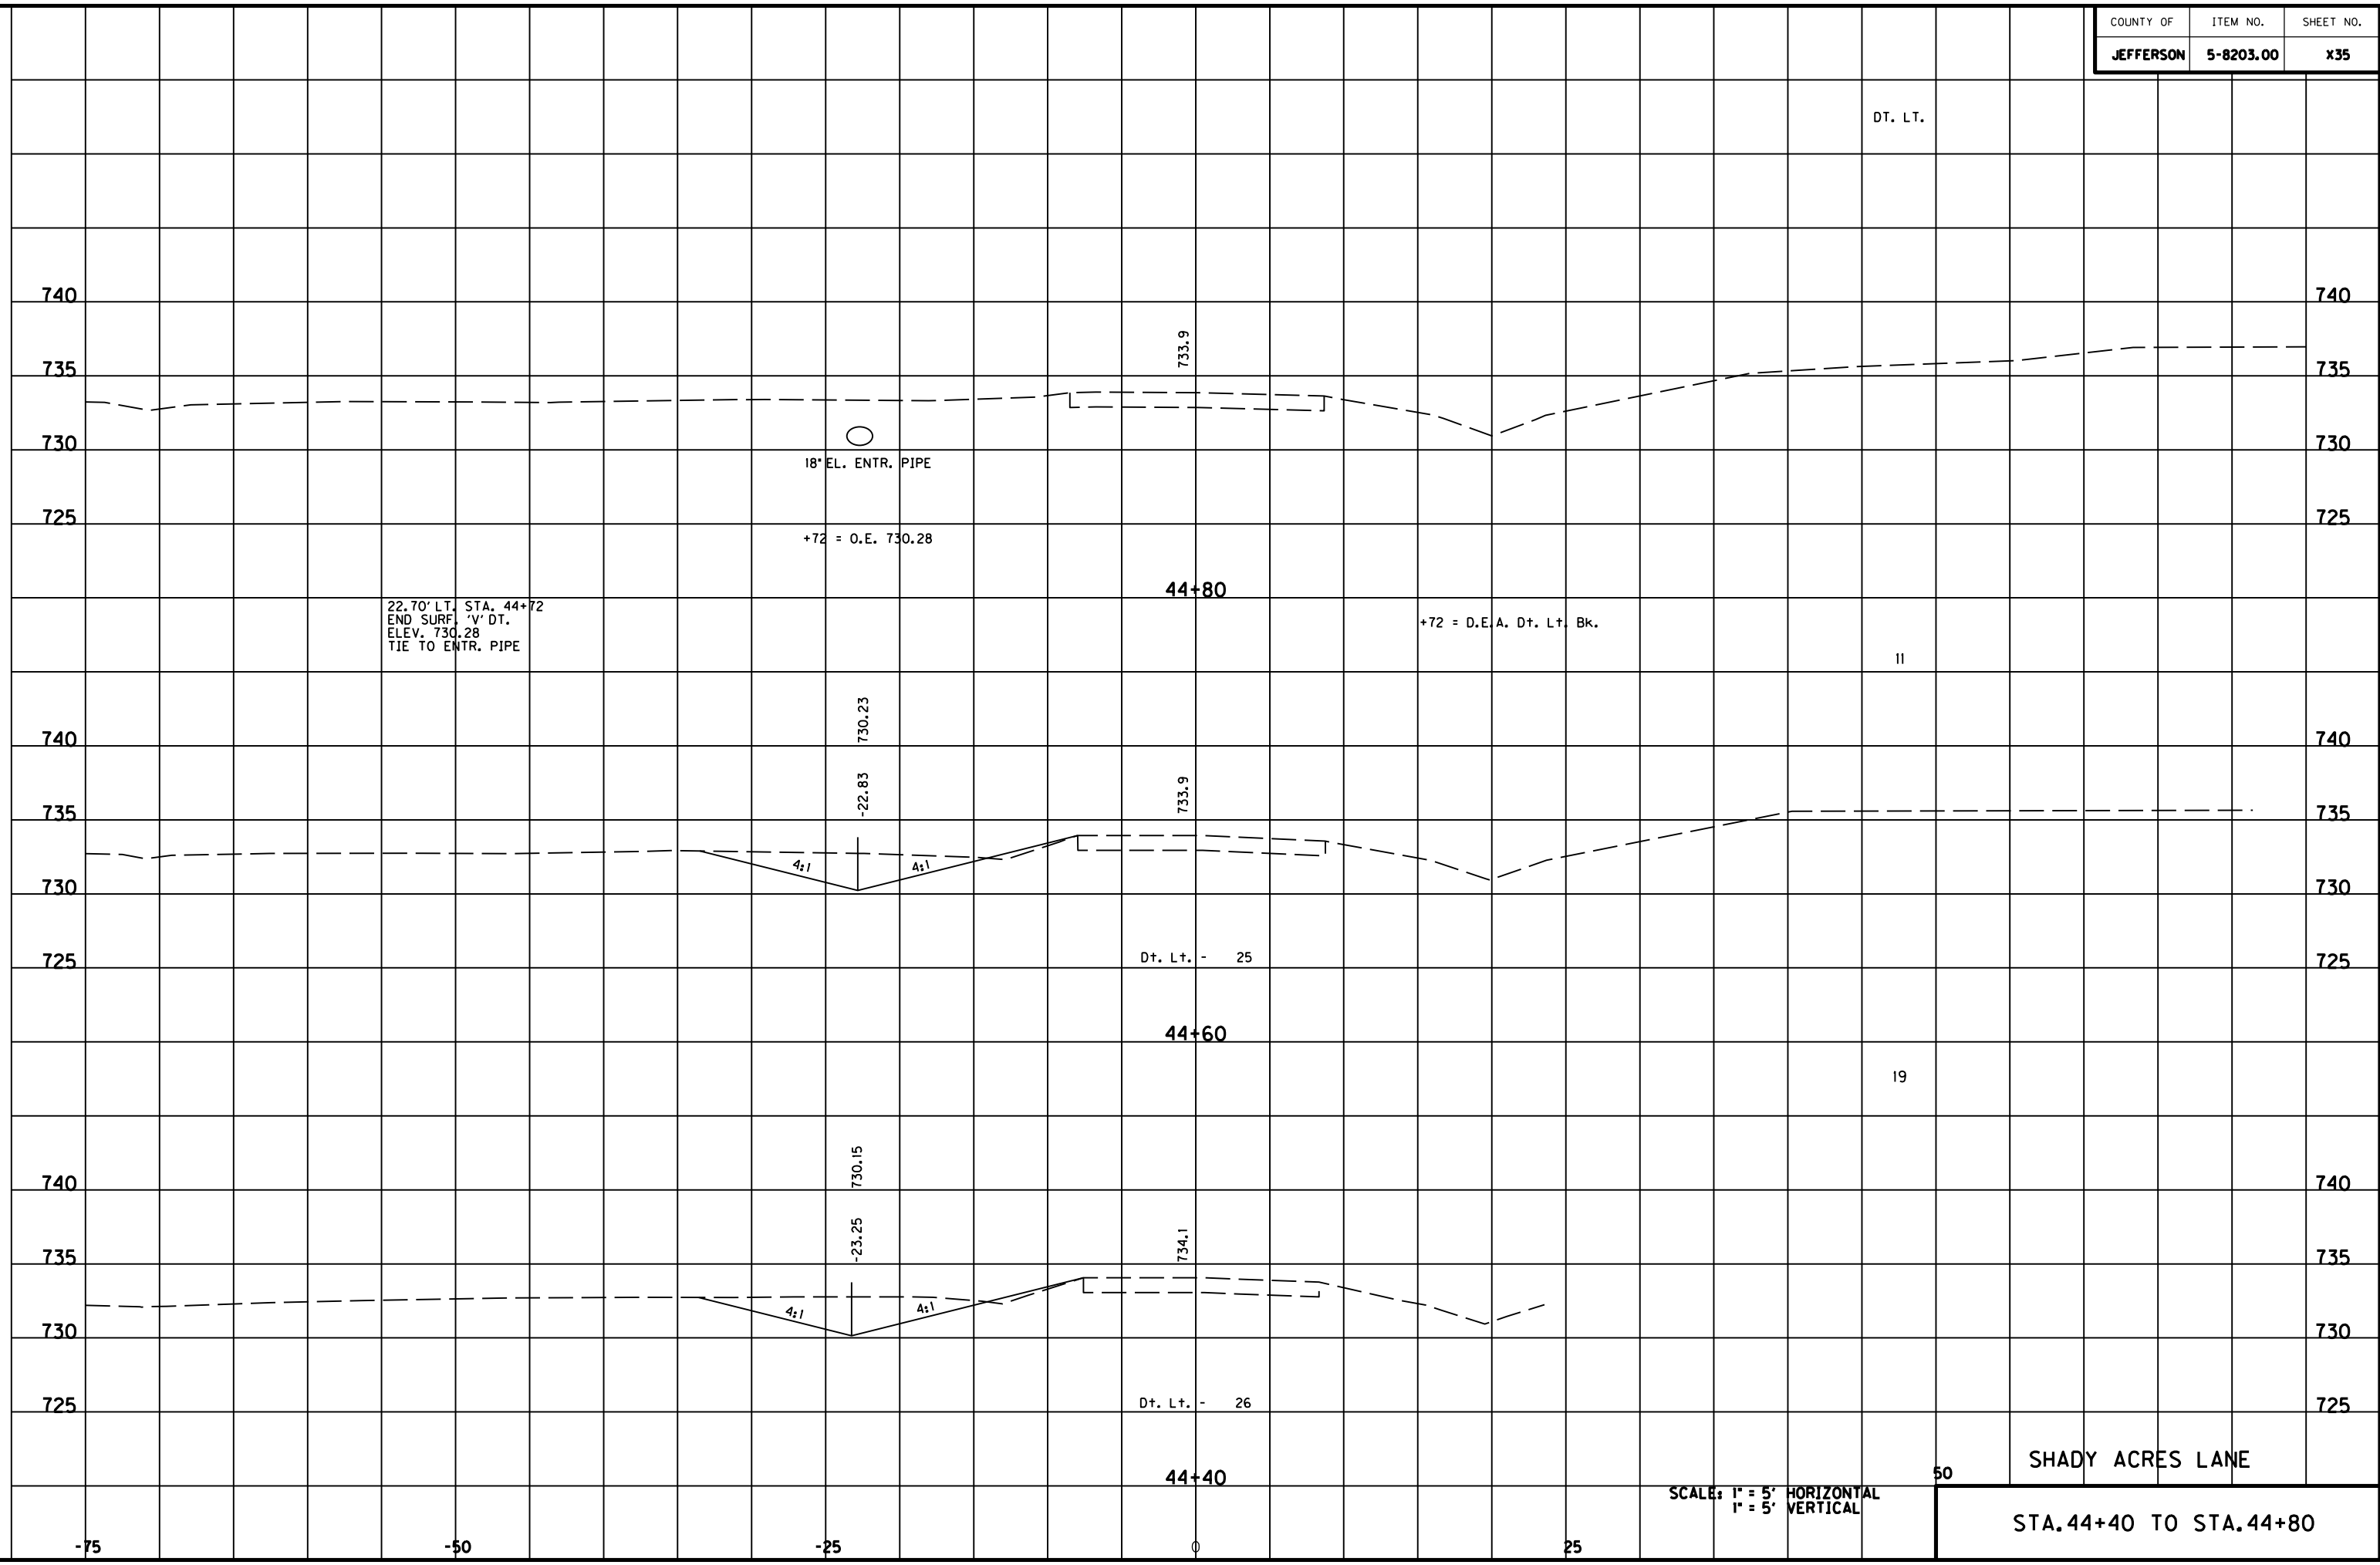 COUNTY OF ITEM NO. SHEET NO.
JEFFERSON 5-8203.00 X35
DT. LT.
740 740
733.9
735 735
730 730
18" EL. ENTR. PIPE
725 725
+72 = O.E. 730.28
44+80
22.70' LT. STA. 44+72
END SURF. 'V' DT.
ELEV. 730.28
TIE TO ENTR. PIPE
+72 = D.E.A. Dt. Lt. Bk.
11
730.23
740 740
-22.83
733.9
735 735
4:1 4:1
730 730
Dt. Lt. - 25
725 725
44+60
19
730.15
740 740
-23.25
734.1
735 735
4:1 4:1
730 730
Dt. Lt. - 26
725 725
SHADY ACRES LANE
44+40
50
SCALE: 1" = 5' HORIZONTAL
1" = 5' VERTICAL
STA. 44+40 TO STA. 44+80
-75 -50 -25 0 25